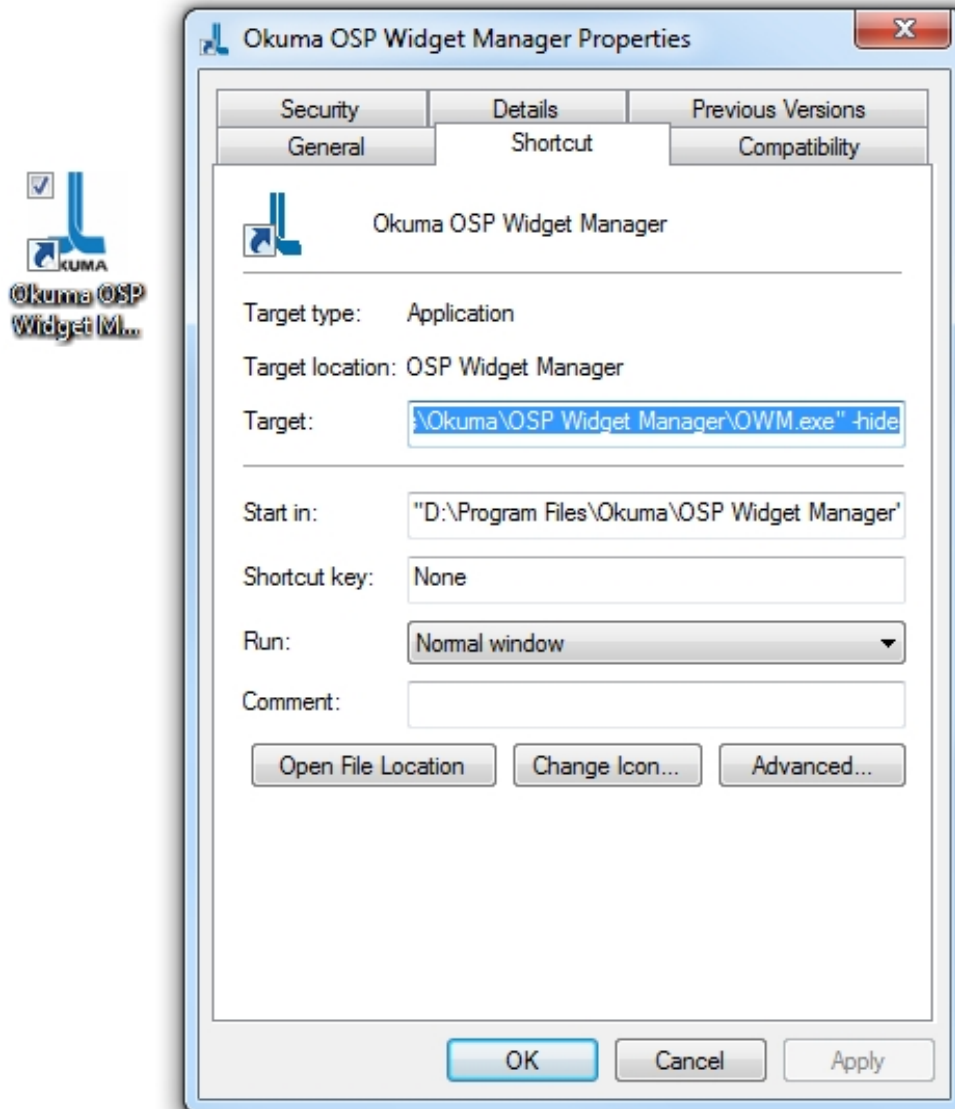 Okuma OSP Widget Manager Properties
Security Details Previous Versions
General Shortcut Compatibility
KUMA
Okuma OSP
Widget M...
Okuma OSP Widget Manager
Target type: Application
Target location: OSP Widget Manager
Target: \Okuma\OSP Widget Manager\OWM.exe" -hide
Start in: "D:\Program Files\Okuma\OSP Widget Manager"
Shortcut key: None
Run: Normal window
Comment:
Open File Location Change Icon... Advanced...
OK Cancel Apply